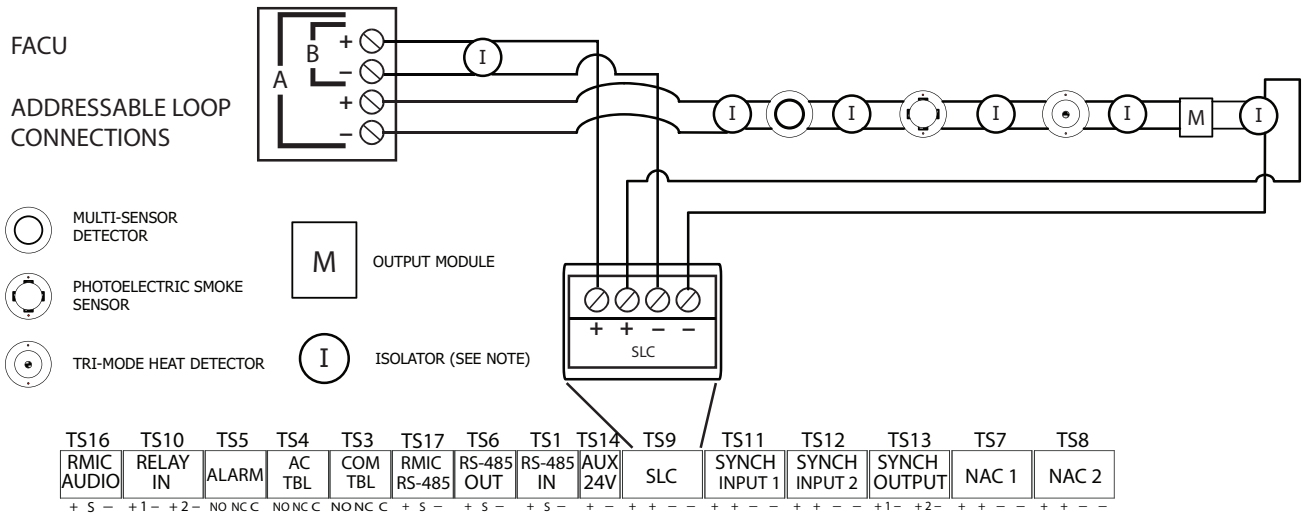 FACU
ADDRESSABLE LOOP
CONNECTIONS
A
B
+
−
+
−
I
I
I
I
I
M
I
MULTI-SENSOR
DETECTOR
PHOTOELECTRIC SMOKE
SENSOR
TRI-MODE HEAT DETECTOR
M OUTPUT MODULE
I ISOLATOR (SEE NOTE)
+ + − −
SLC
TS16 TS10 TS5 TS4 TS3 TS17 TS6 TS1 TS14 TS9 TS11 TS12 TS13 TS7 TS8
RMIC
AUDIO
RELAY
IN
ALARM
AC
TBL
COM
TBL
RMIC
RS-485
RS-485
OUT
RS-485
IN
AUX
24V
SLC
SYNCH
INPUT 1
SYNCH
INPUT 2
SYNCH
OUTPUT
NAC 1
NAC 2
+ S − +1− +2− NO NC C NO NC C NO NC C + S − + S − + S − + − + + − − + + − − + + − − +1− +2− + + − − + + − −